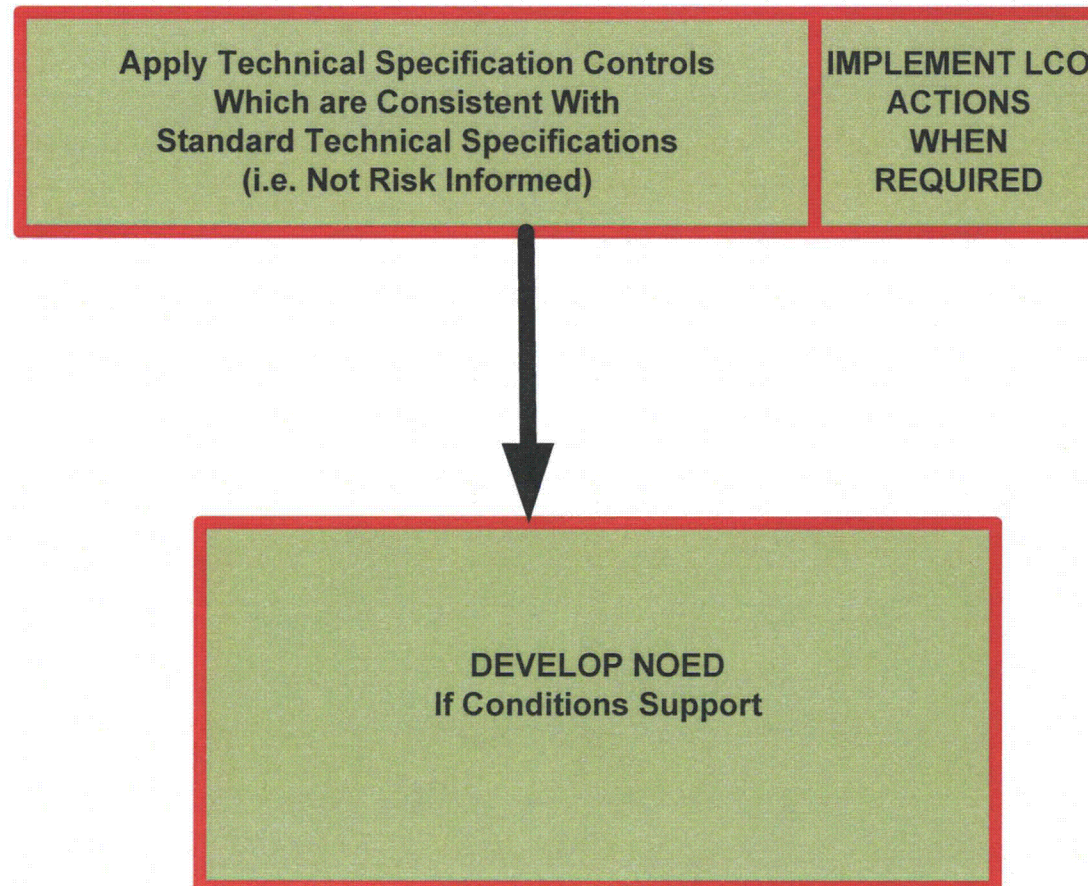 Apply Technical Specification Controls
Which are Consistent With
Standard Technical Specifications
(i.e. Not Risk Informed)
IMPLEMENT LCO
ACTIONS
WHEN
REQUIRED
DEVELOP NOED
If Conditions Support